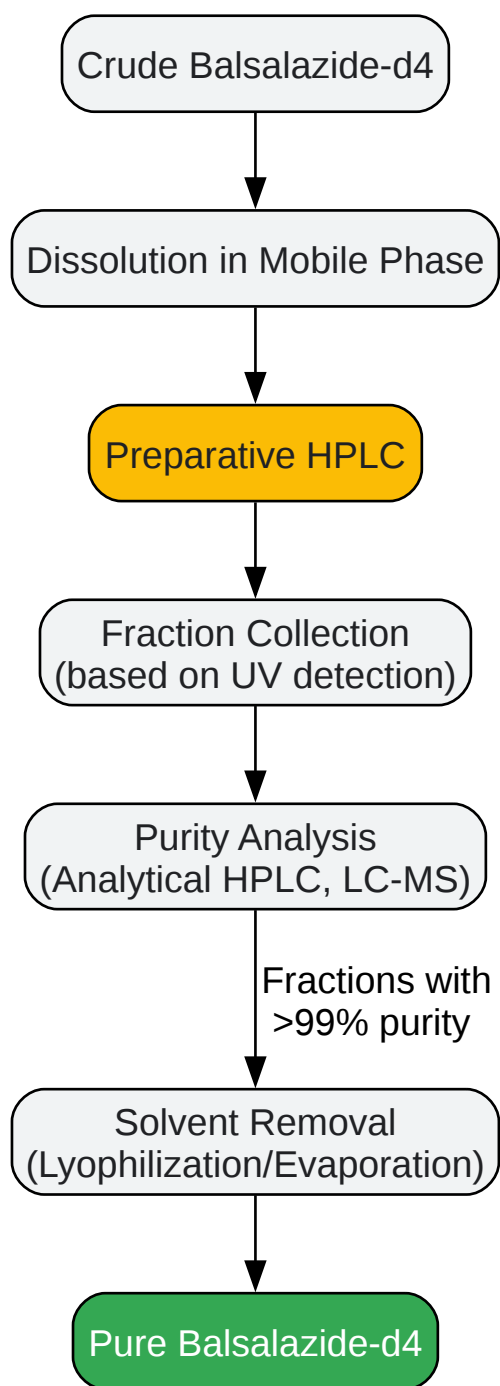 Crude Balsalazide-d4
Dissolution in Mobile Phase
Preparative HPLC
Fraction Collection
(based on UV detection)
Purity Analysis
(Analytical HPLC, LC-MS)
Fractions with
>99% purity
Solvent Removal
(Lyophilization/Evaporation)
Pure Balsalazide-d4